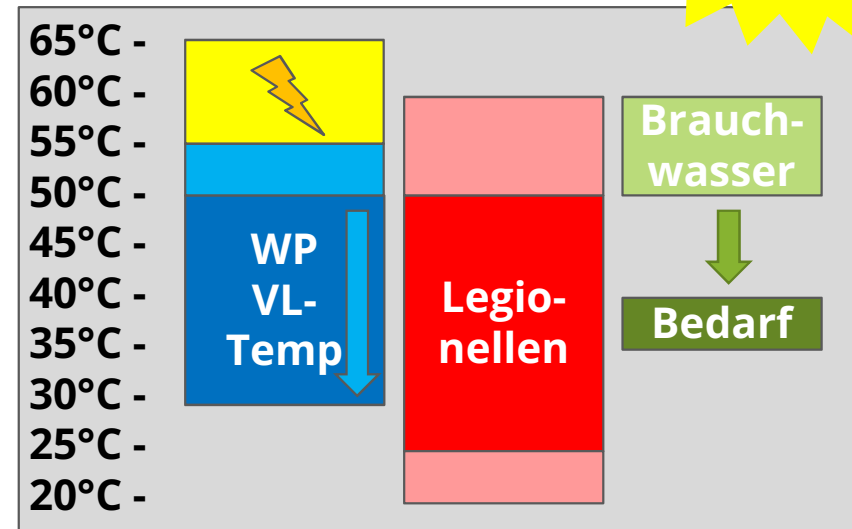 65°C -
60°C -
55°C -
50°C -
45°C -
40°C -
35°C -
30°C -
25°C -
20°C -
WP
VL-
Temp
Legio-
nellen
Brauch-
wasser
Bedarf